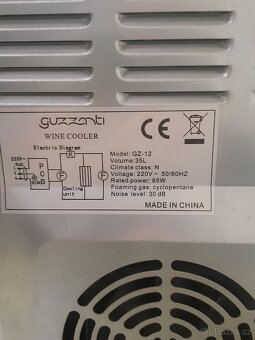 guzzanti
WINE COOLER
Electric Diagram
220V~
P
C
B
F
F
Cooling
unit
Model: GZ-12
Volume: 35L
Climate class: N
Voltage: 220V ~ 50/60HZ
Rated power: 65W
Foaming gas: cyclopentane
Noise level: 30 dB
CE
MADE IN CHINA